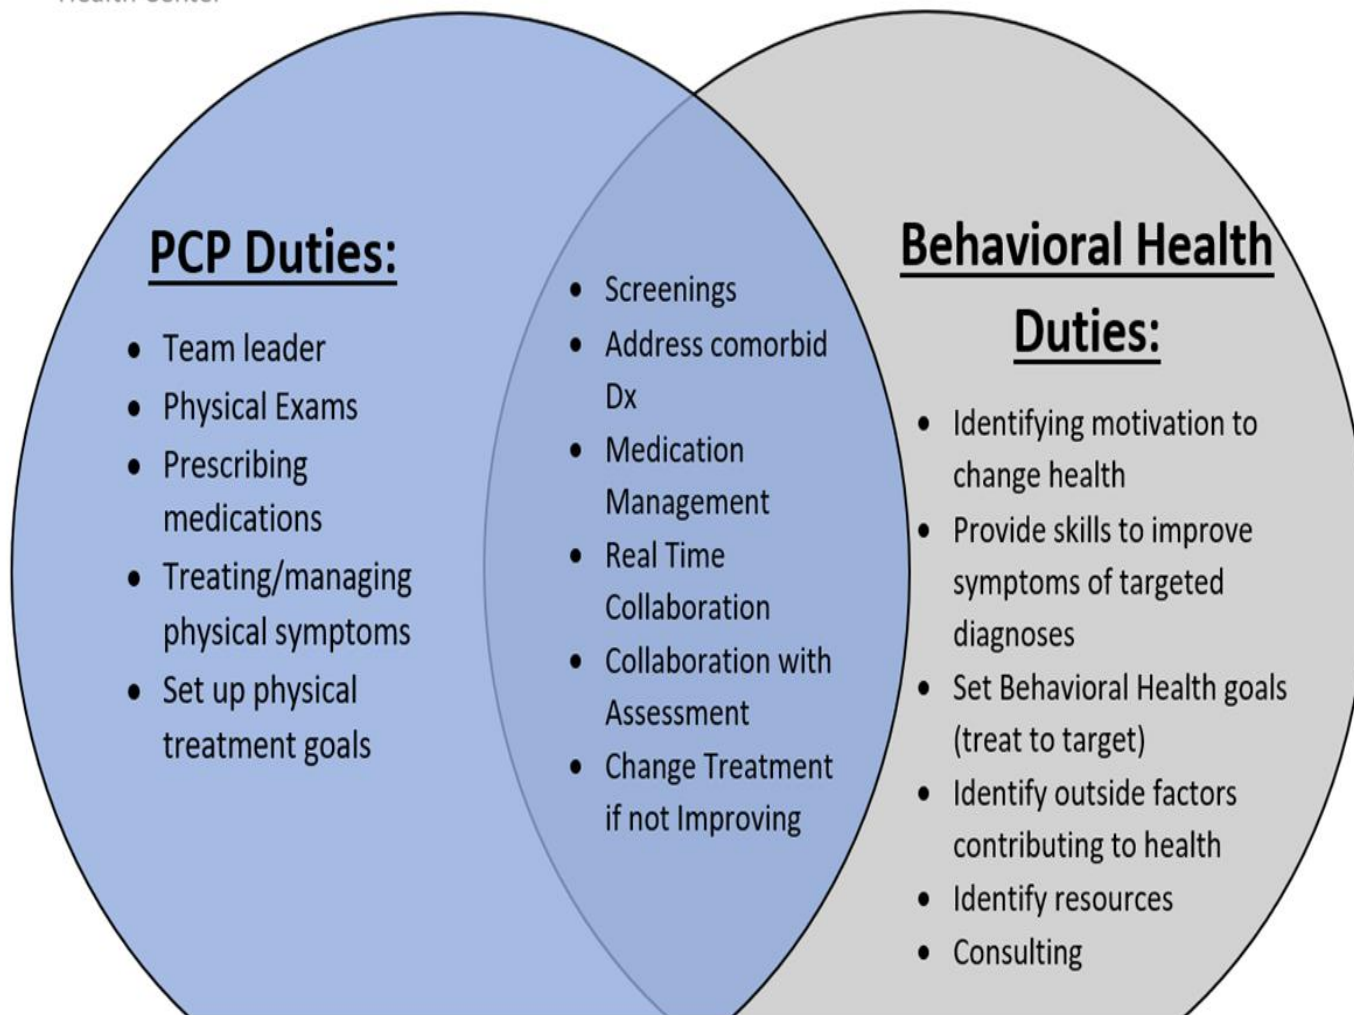 Health Center
PCP Duties:
• Team leader
• Physical Exams
• Prescribing
medications
• Treating/managing
physical symptoms
• Set up physical
treatment goals
• Screenings
• Address comorbid
Dx
• Medication
Management
• Real Time
Collaboration
• Collaboration with
Assessment
• Change Treatment
if not Improving
Behavioral Health
Duties:
• Identifying motivation to
change health
• Provide skills to improve
symptoms of targeted
diagnoses
• Set Behavioral Health goals
(treat to target)
• Identify outside factors
contributing to health
• Identify resources
• Consulting